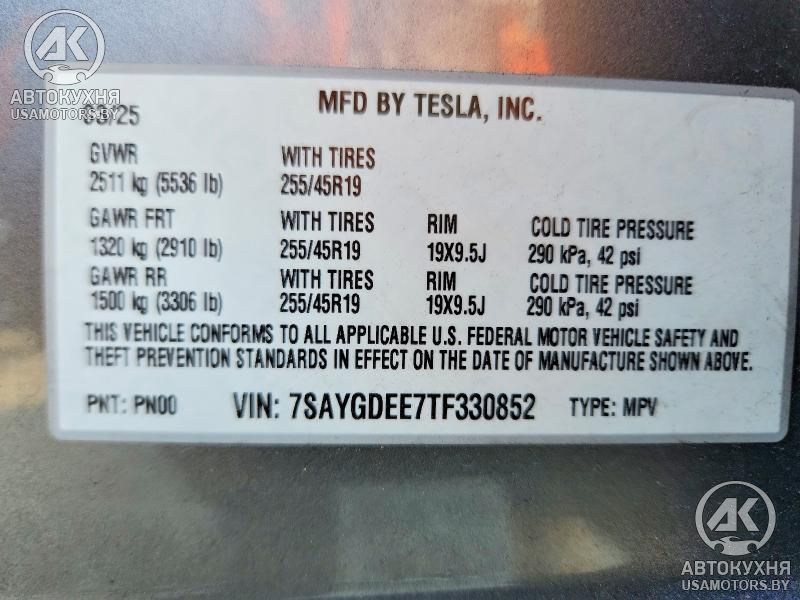 AK
АВТОКУХНЯ
USAMOTORS.BY
MFD BY TESLA, INC.
GVWR WITH TIRES
2511 kg (5536 lb) 255/45R19
GAWR FRT WITH TIRES RIM COLD TIRE PRESSURE
1320 kg (2910 lb) 255/45R19 19X9.5J 290 kPa, 42 psi
GAWR RR WITH TIRES RIM COLD TIRE PRESSURE
1500 kg (3306 lb) 255/45R19 19X9.5J 290 kPa, 42 psi
THIS VEHICLE CONFORMS TO ALL APPLICABLE U.S. FEDERAL MOTOR VEHICLE SAFETY AND
THEFT PREVENTION STANDARDS IN EFFECT ON THE DATE OF MANUFACTURE SHOWN ABOVE.
PNT: PN00 VIN: 7SAYGDEE7TF330852 TYPE: MPV
AK
АВТОКУХНЯ
USAMOTORS.BY